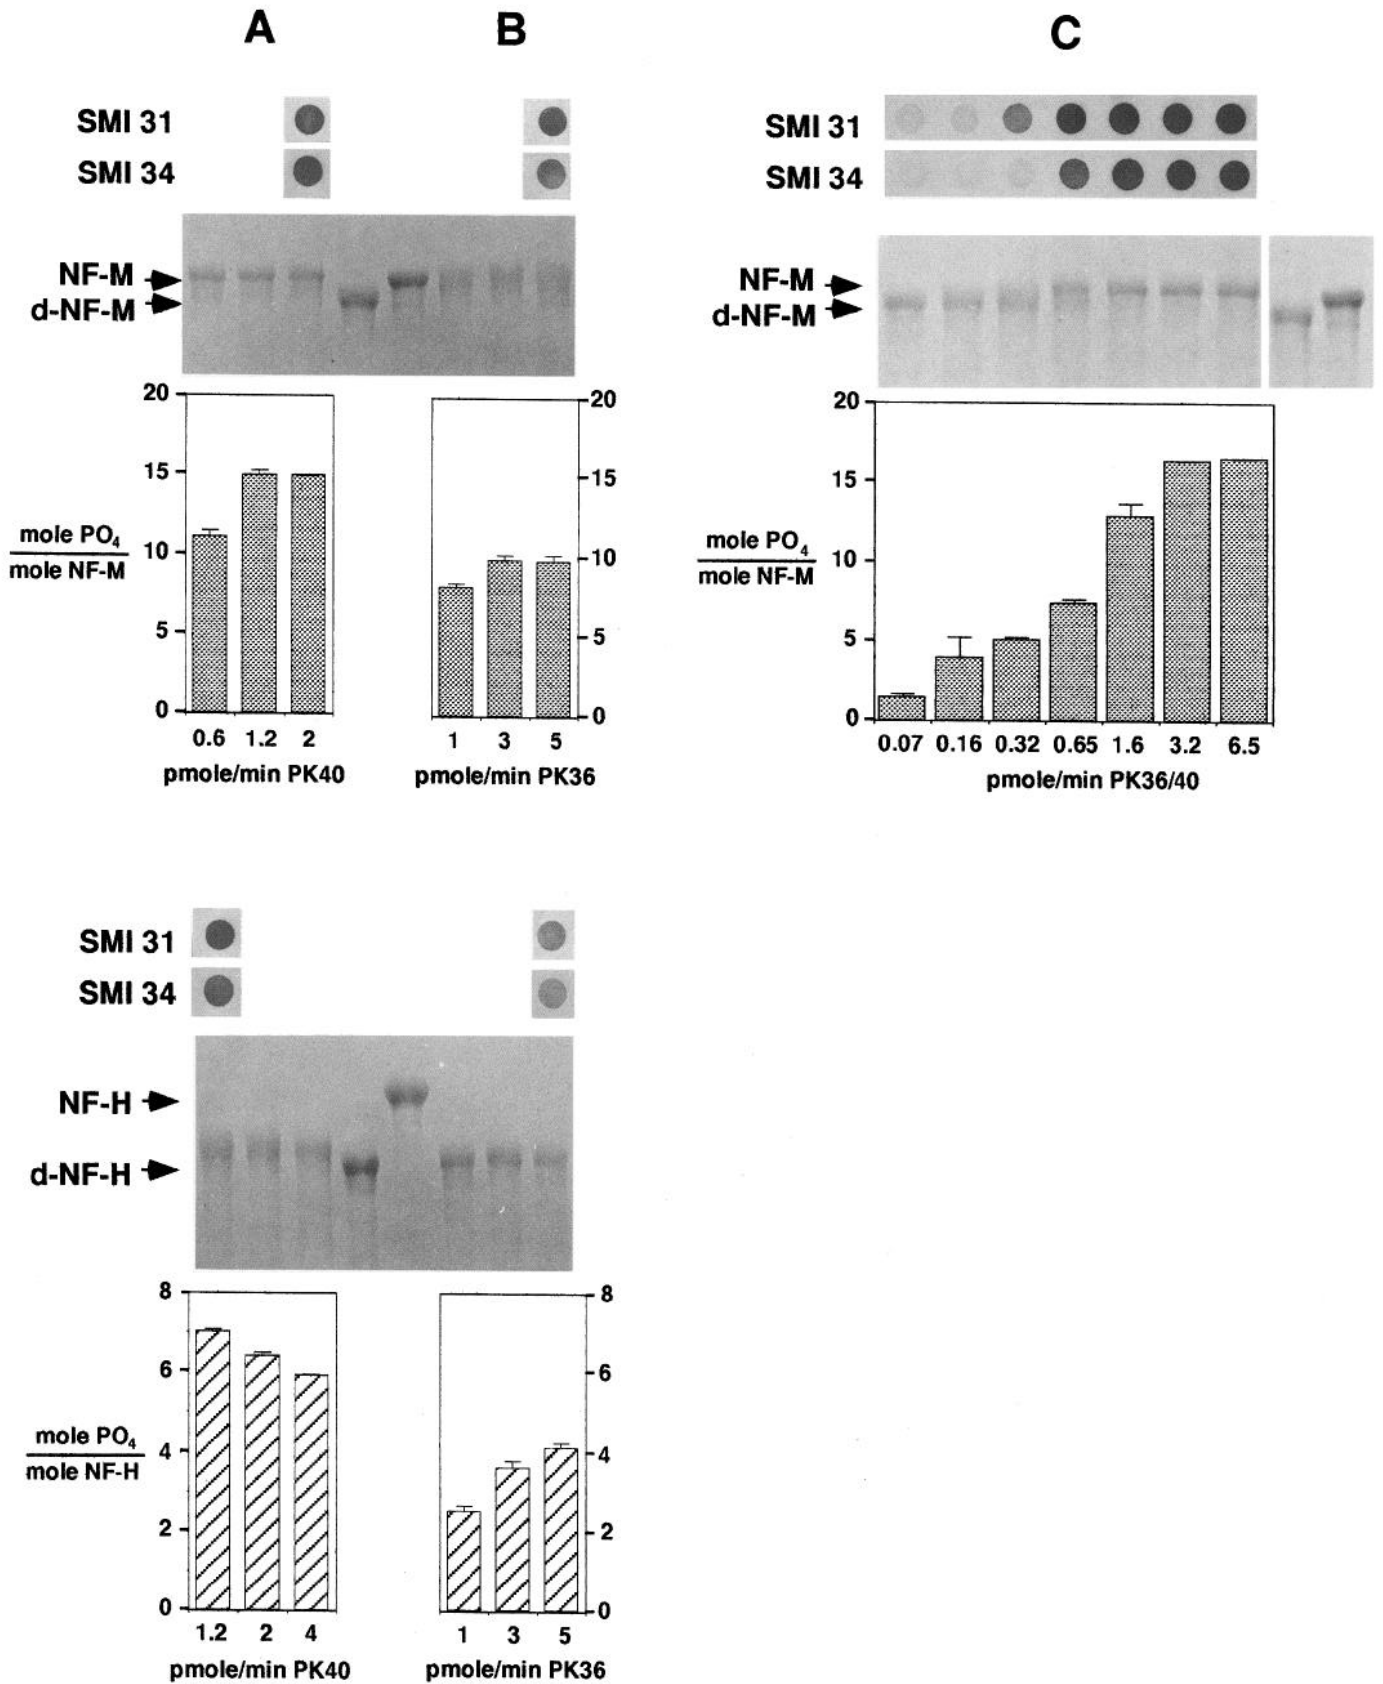 A
B
C
SMI 31
SMI 34
SMI 31
SMI 34
NF-M
d-NF-M
NF-M
d-NF-M
20
15
10
5
0
mole PO4
mole NF-M
0.6 1.2 2
pmole/min PK40
20
15
10
5
0
1 3 5
pmole/min PK36
20
15
10
5
0
mole PO4
mole NF-M
0.07 0.16 0.32 0.65 1.6 3.2 6.5
pmole/min PK36/40
SMI 31
SMI 34
NF-H
d-NF-H
8
6
4
2
0
mole PO4
mole NF-H
1.2 2 4
pmole/min PK40
8
6
4
2
0
1 3 5
pmole/min PK36